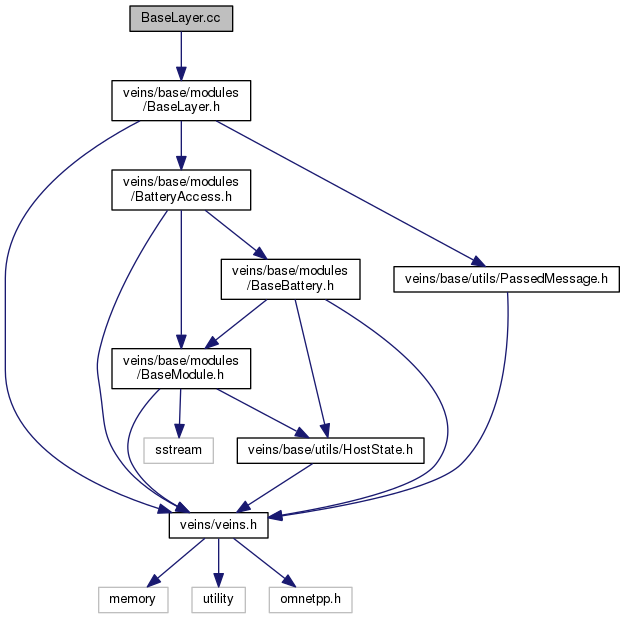 BaseLayer.cc
veins/base/modules
/BaseLayer.h
veins/base/modules
/BatteryAccess.h
veins/base/modules
/BaseBattery.h
veins/base/utils/PassedMessage.h
veins/base/modules
/BaseModule.h
sstream
veins/base/utils/HostState.h
veins/veins.h
memory
utility
omnetpp.h